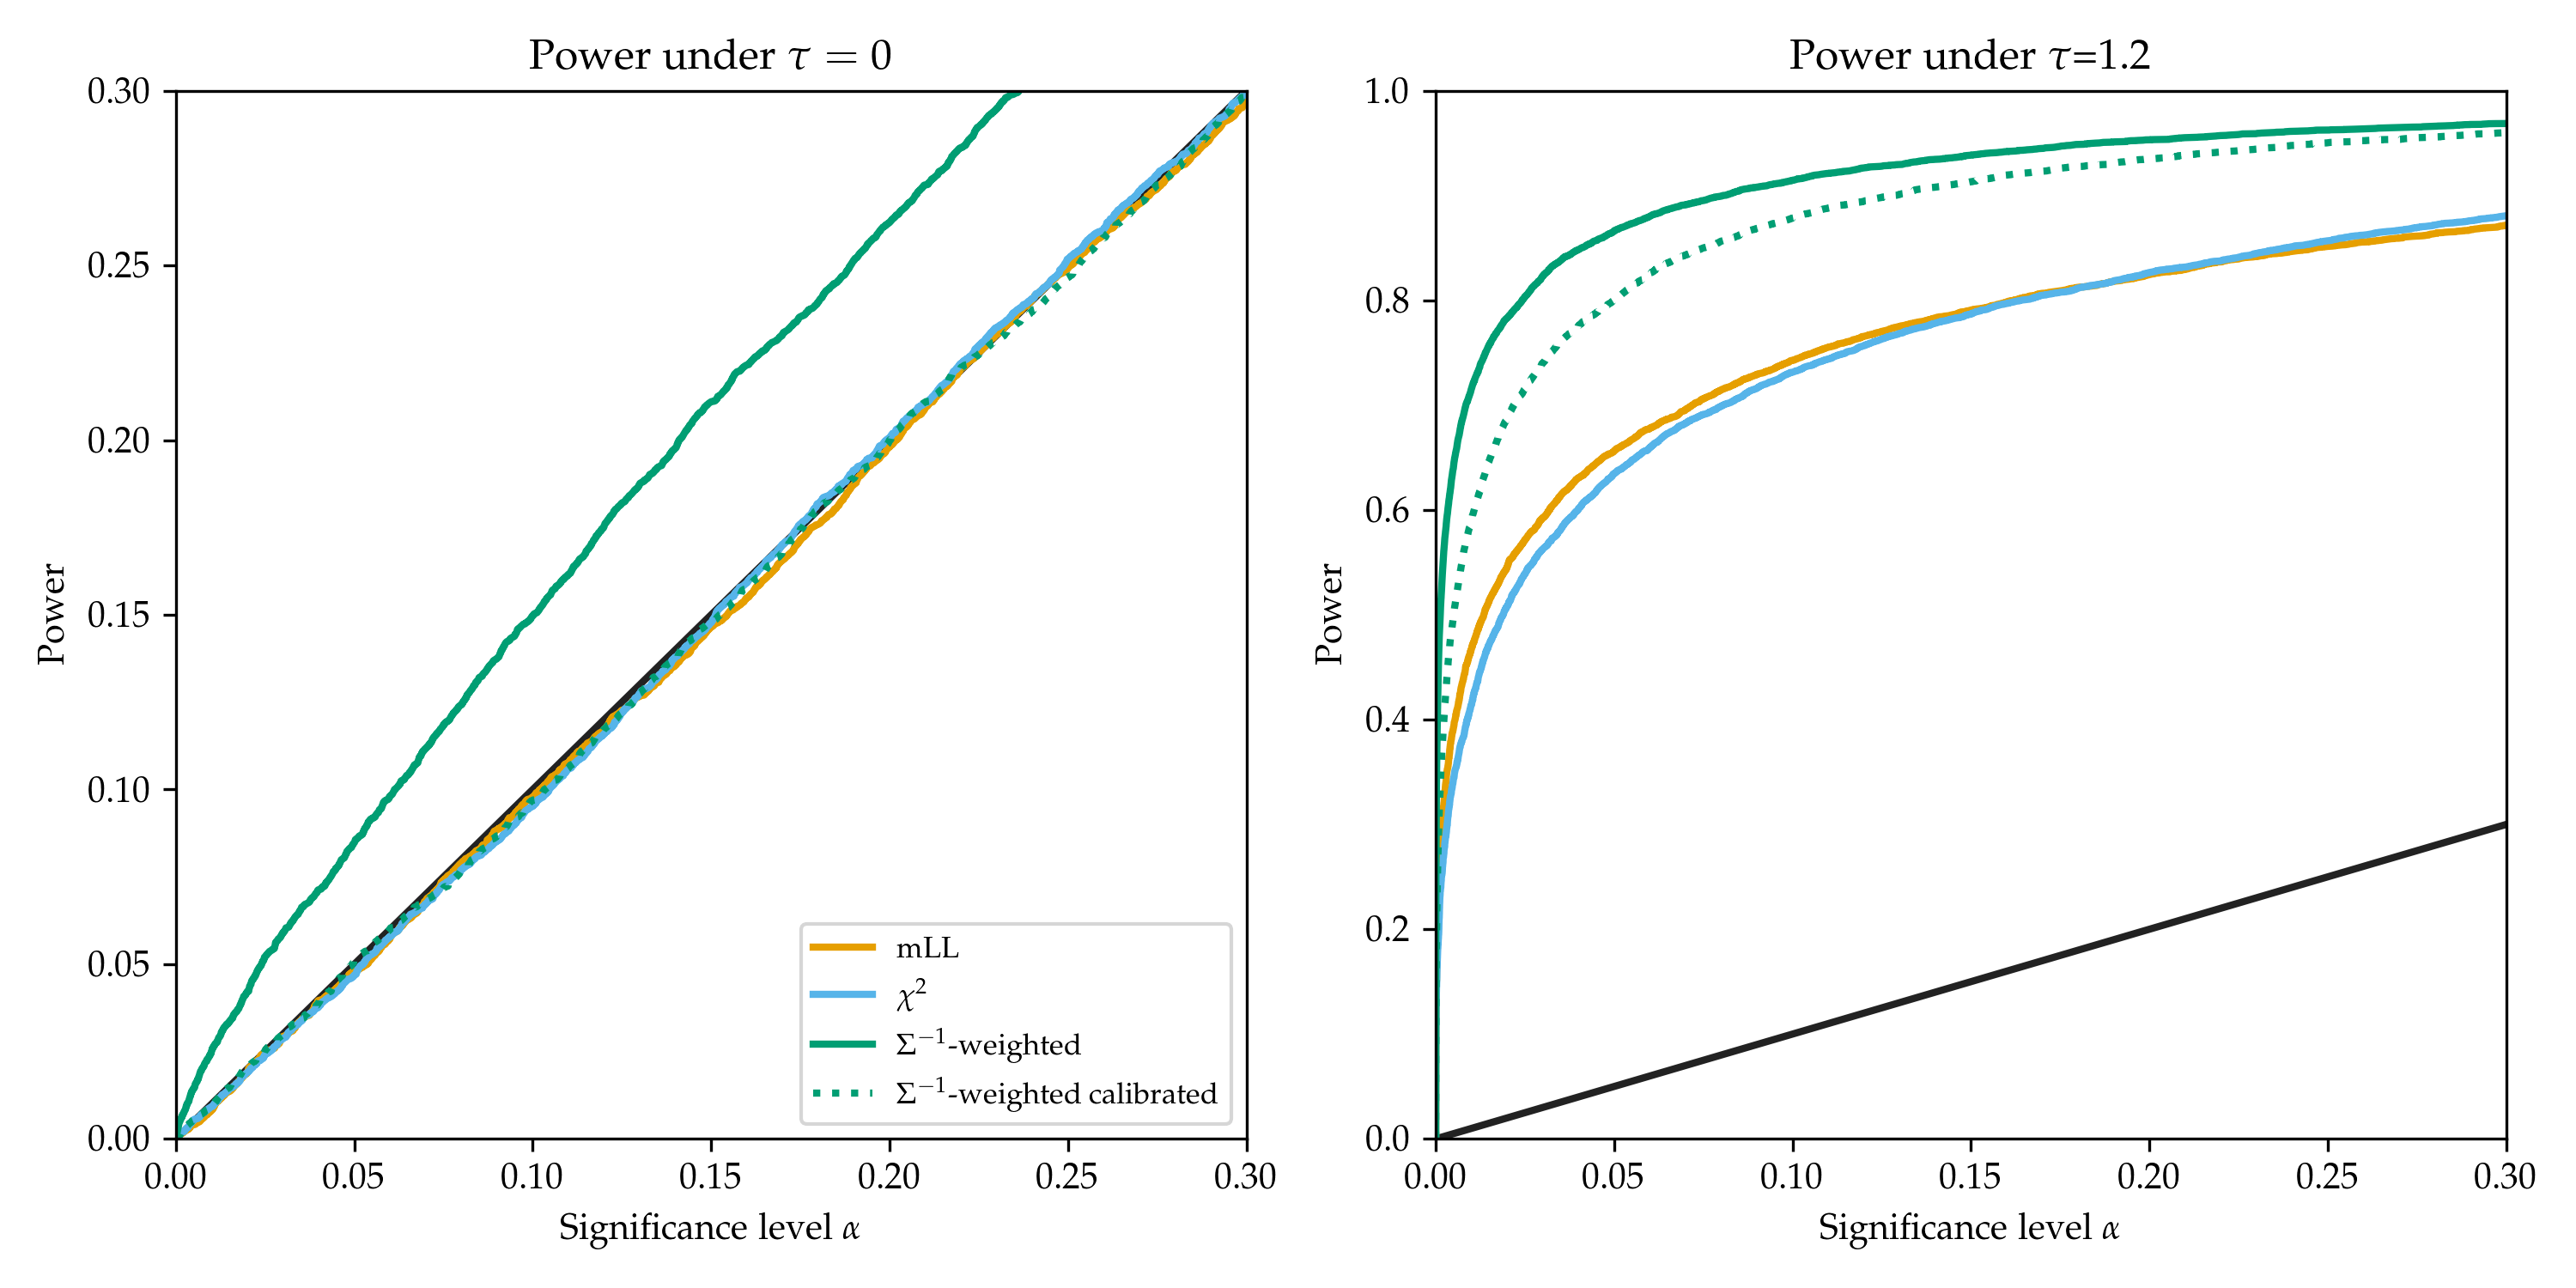 Power under τ = 0
0.30
0.25
0.20
0.15
0.10
0.05
0.00
Power
0.00 0.05 0.10 0.15 0.20 0.25 0.30
Significance level α
mLL
χ²
Σ⁻¹-weighted
Σ⁻¹-weighted calibrated
Power under τ=1.2
1.0
0.8
0.6
0.4
0.2
0.0
Power
0.00 0.05 0.10 0.15 0.20 0.25 0.30
Significance level α